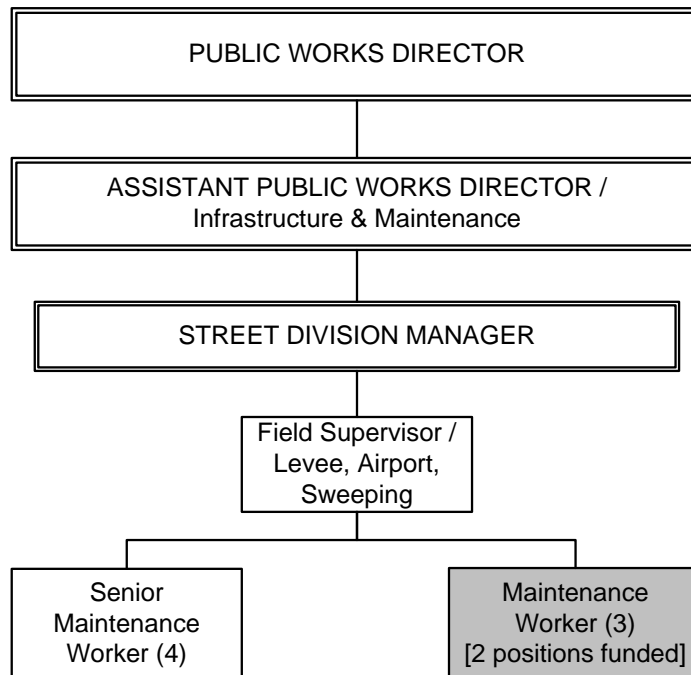 PUBLIC WORKS DIRECTOR
ASSISTANT PUBLIC WORKS DIRECTOR /
Infrastructure & Maintenance
STREET DIVISION MANAGER
Field Supervisor /
Levee, Airport,
Sweeping
Senior
Maintenance
Worker (4)
Maintenance
Worker (3)
[2 positions funded]